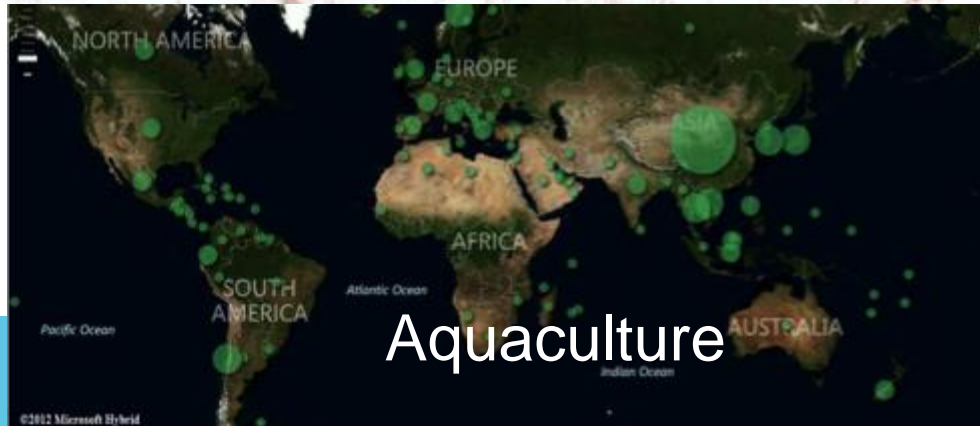 NORTH AMERICA
EUROPE
ASIA
AFRICA
SOUTH
AMERICA
Atlantic Ocean
Pacific Ocean
Aquaculture
AUSTRALIA
Indian Ocean
©2012 Microsoft Hybrid